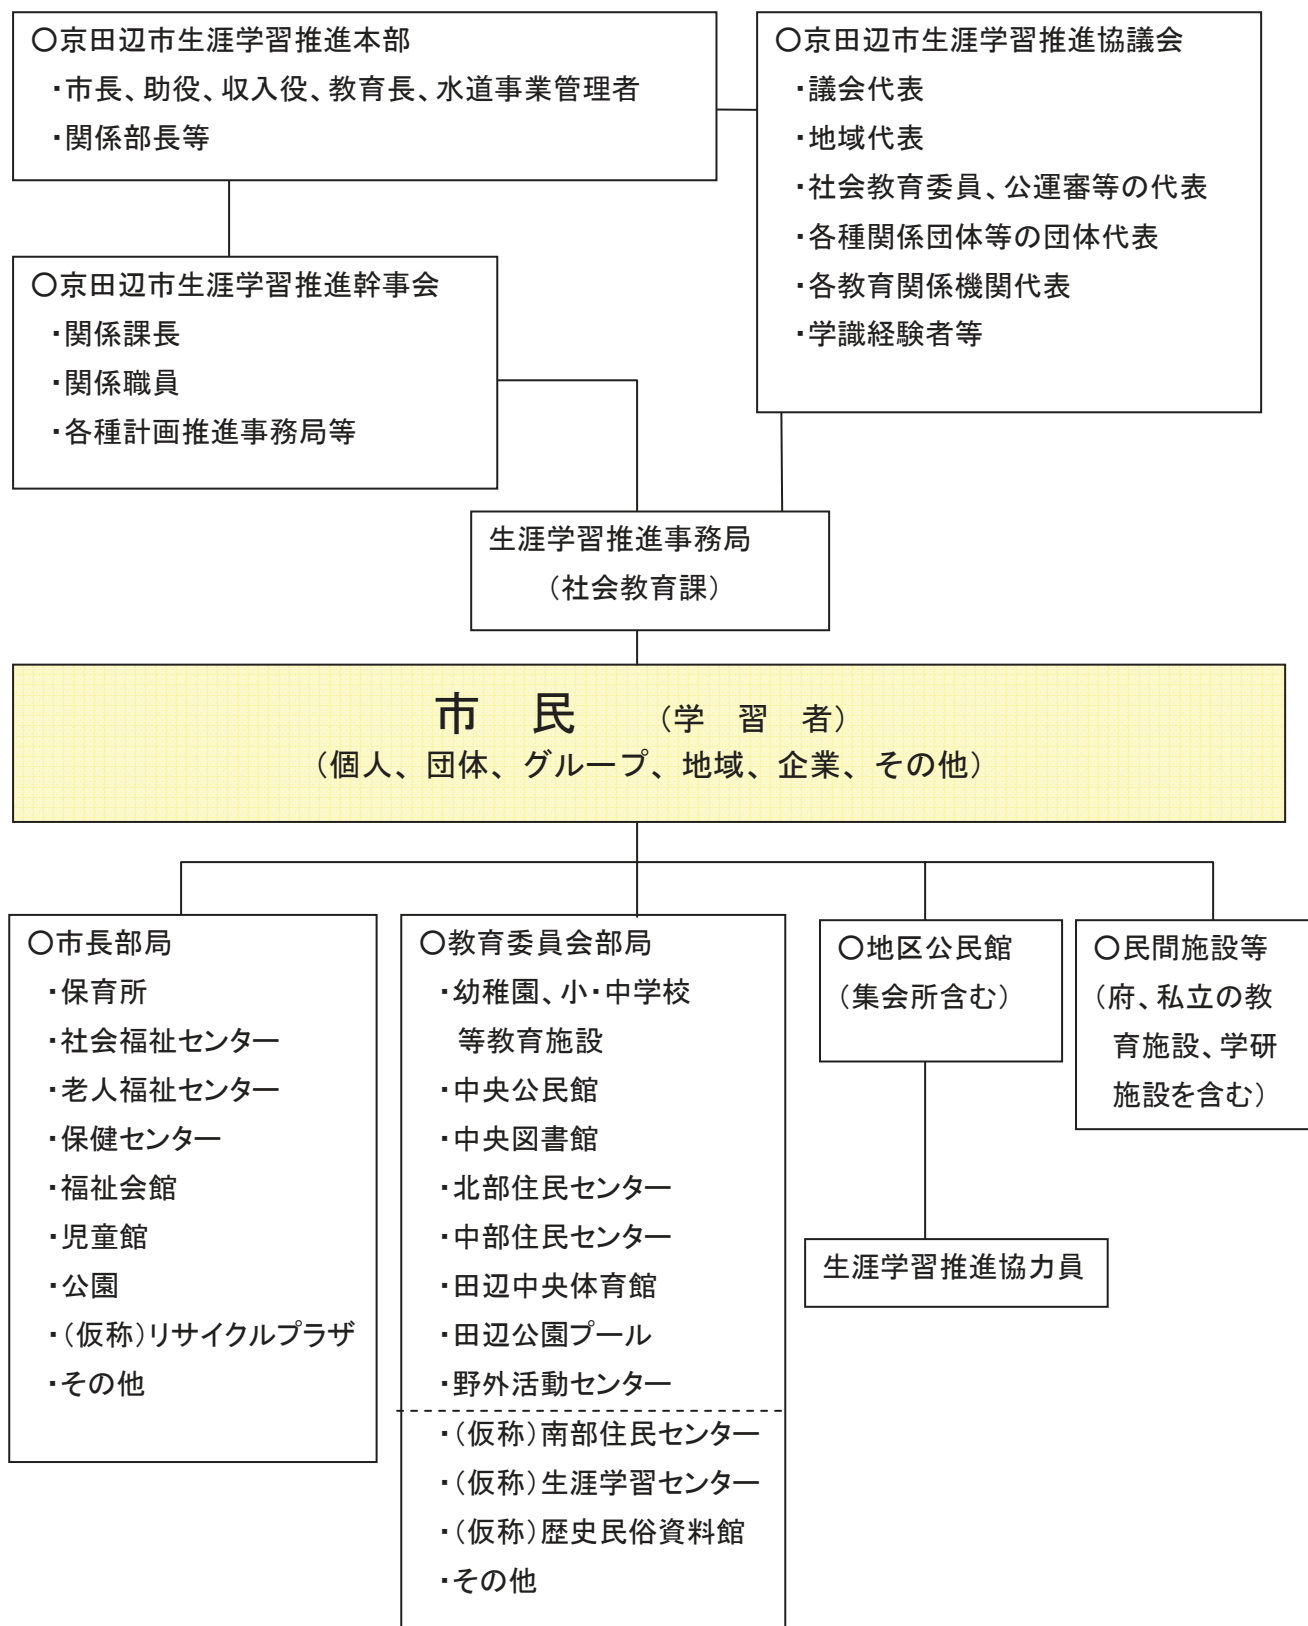 〇京田辺市生涯学習推進本部
・市長、助役、収入役、教育長、水道事業管理者
・関係部長等
〇京田辺市生涯学習推進協議会
・議会代表
・地域代表
・社会教育委員、公運審等の代表
・各種関係団体等の団体代表
・各教育関係機関代表
・学識経験者等
〇京田辺市生涯学習推進幹事会
・関係課長
・関係職員
・各種計画推進事務局等
生涯学習推進事務局
（社会教育課）
市　民　（学　習　者）
（個人、団体、グループ、地域、企業、その他）
〇市長部局
・保育所
・社会福祉センター
・老人福祉センター
・保健センター
・福祉会館
・児童館
・公園
・（仮称）リサイクルプラザ
・その他
〇教育委員会部局
・幼稚園、小・中学校
等教育施設
・中央公民館
・中央図書館
・北部住民センター
・中部住民センター
・田辺中央体育館
・田辺公園プール
・野外活動センター
・（仮称）南部住民センター
・（仮称）生涯学習センター
・（仮称）歴史民俗資料館
・その他
〇地区公民館
（集会所含む）
生涯学習推進協力員
〇民間施設等
（府、私立の教
育施設、学研
施設を含む）